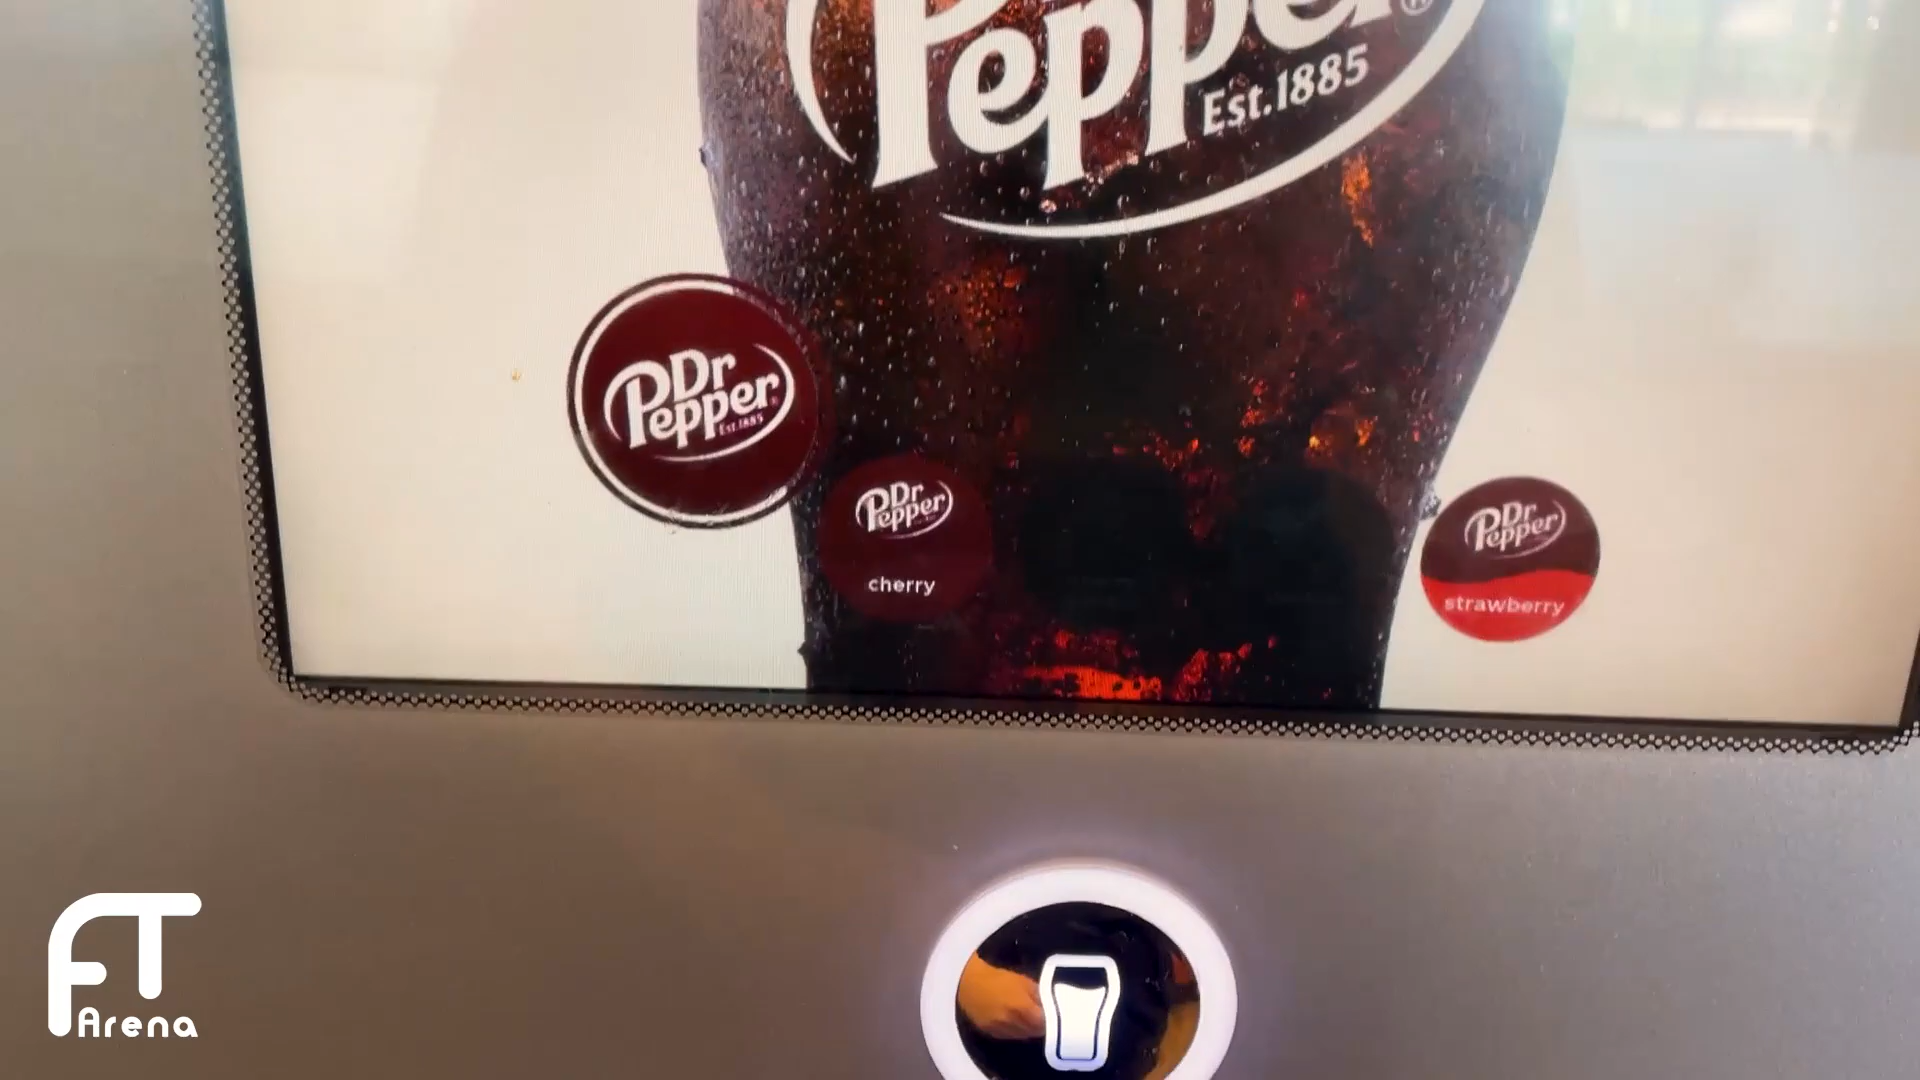 Pepper
Est.1885
Dr
Pepper
Est.1885
Dr
Pepper
cherry
Dr
Pepper
strawberry
FT
Arena